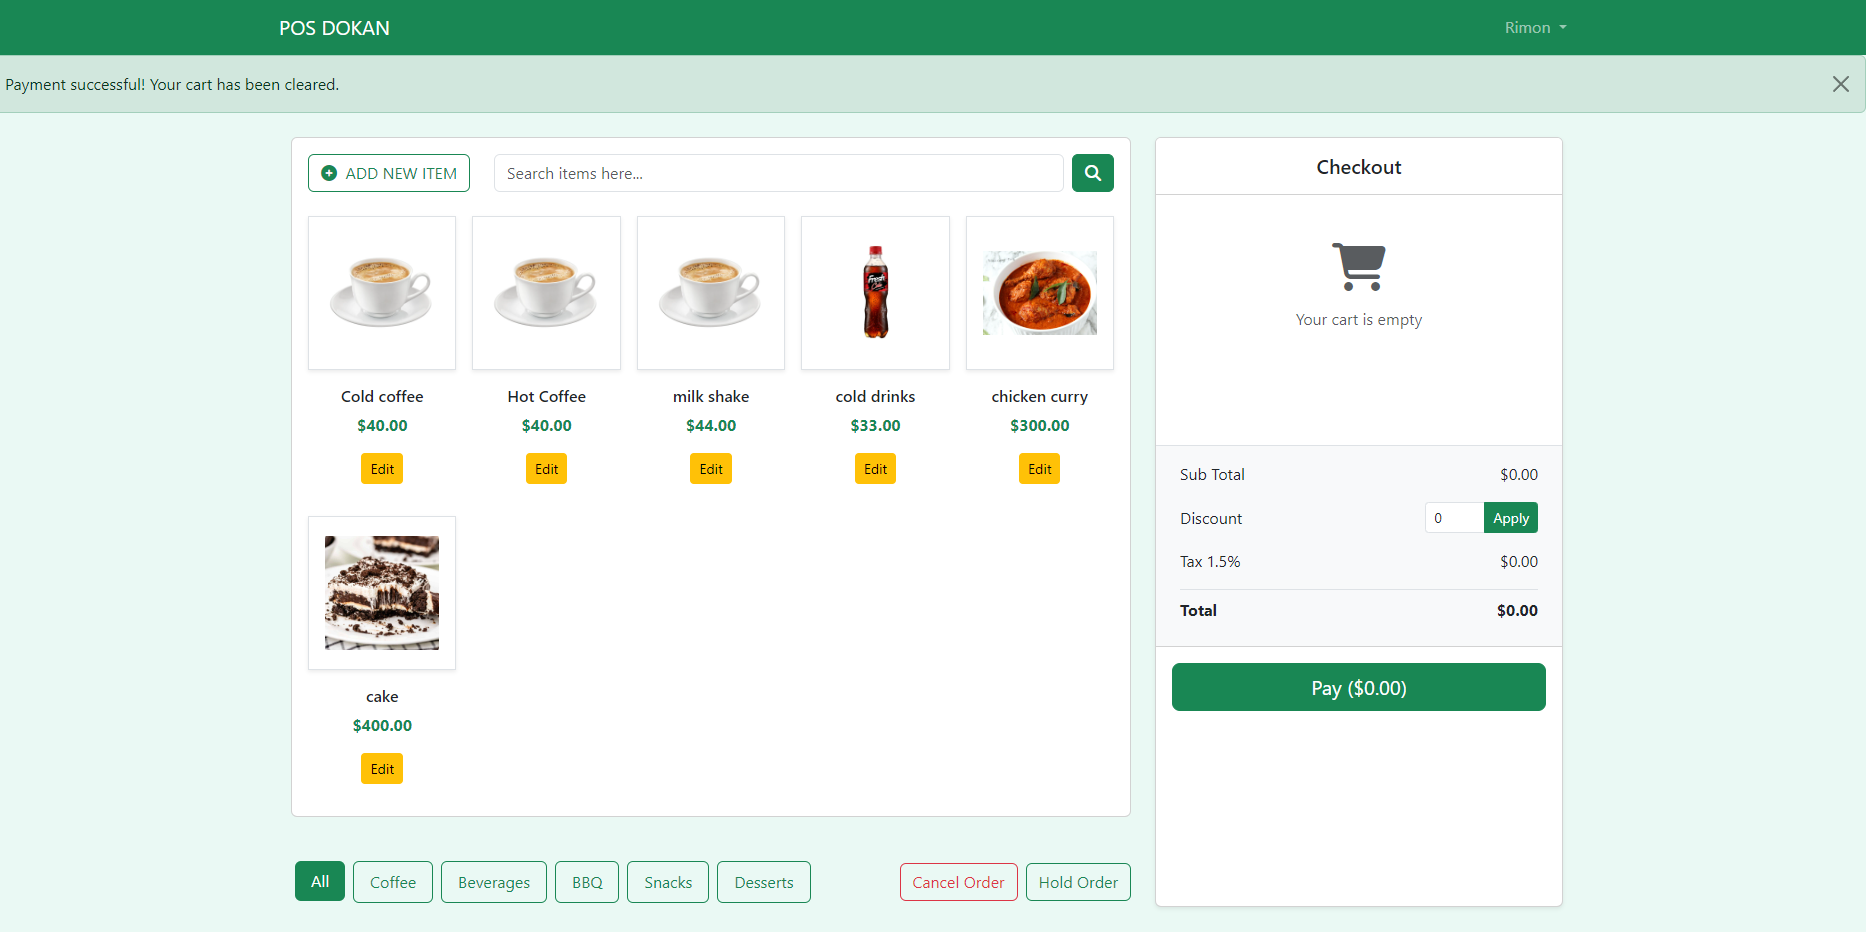 POS DOKAN
Rimon
Payment successful! Your cart has been cleared.
ADD NEW ITEM
Search items here...
Fresh
Cola
Cold coffee
Hot Coffee
milk shake
cold drinks
chicken curry
$40.00
$40.00
$44.00
$33.00
$300.00
Edit
Edit
Edit
Edit
Edit
cake
$400.00
Edit
All
Coffee
Beverages
BBQ
Snacks
Desserts
Cancel Order
Hold Order
Checkout
Your cart is empty
Sub Total $0.00
Discount 0 Apply
Tax 1.5% $0.00
Total $0.00
Pay ($0.00)